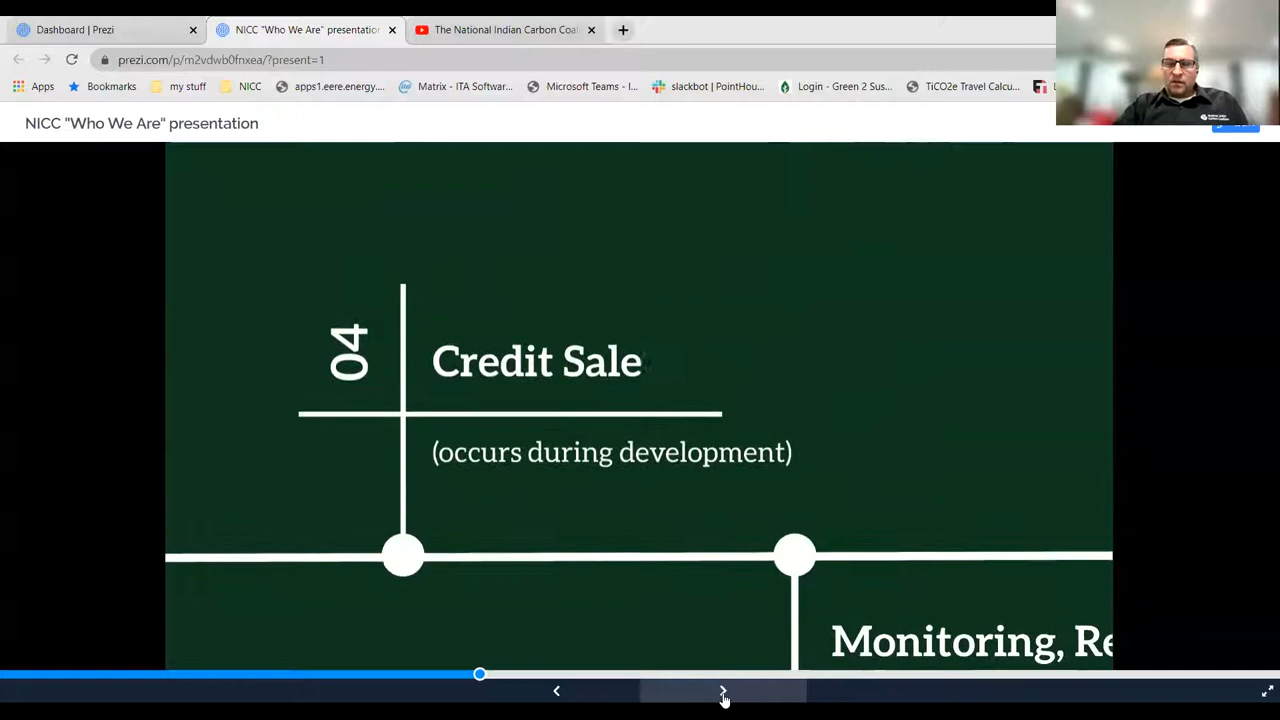 Dashboard | Prezi
NICC "Who We Are" presentation
The National Indian Carbon Coal
prezi.com/p/m2vdwb0fnxea/?present=1
Apps
Bookmarks
my stuff
NICC
apps1.eere.energy....
Matrix - ITA Softwar...
Microsoft Teams - I...
slackbot | PointHou...
Login - Green 2 Sus...
TiCO2e Travel Calcu...
NICC "Who We Are" presentation
04
Credit Sale
(occurs during development)
Monitoring, Re